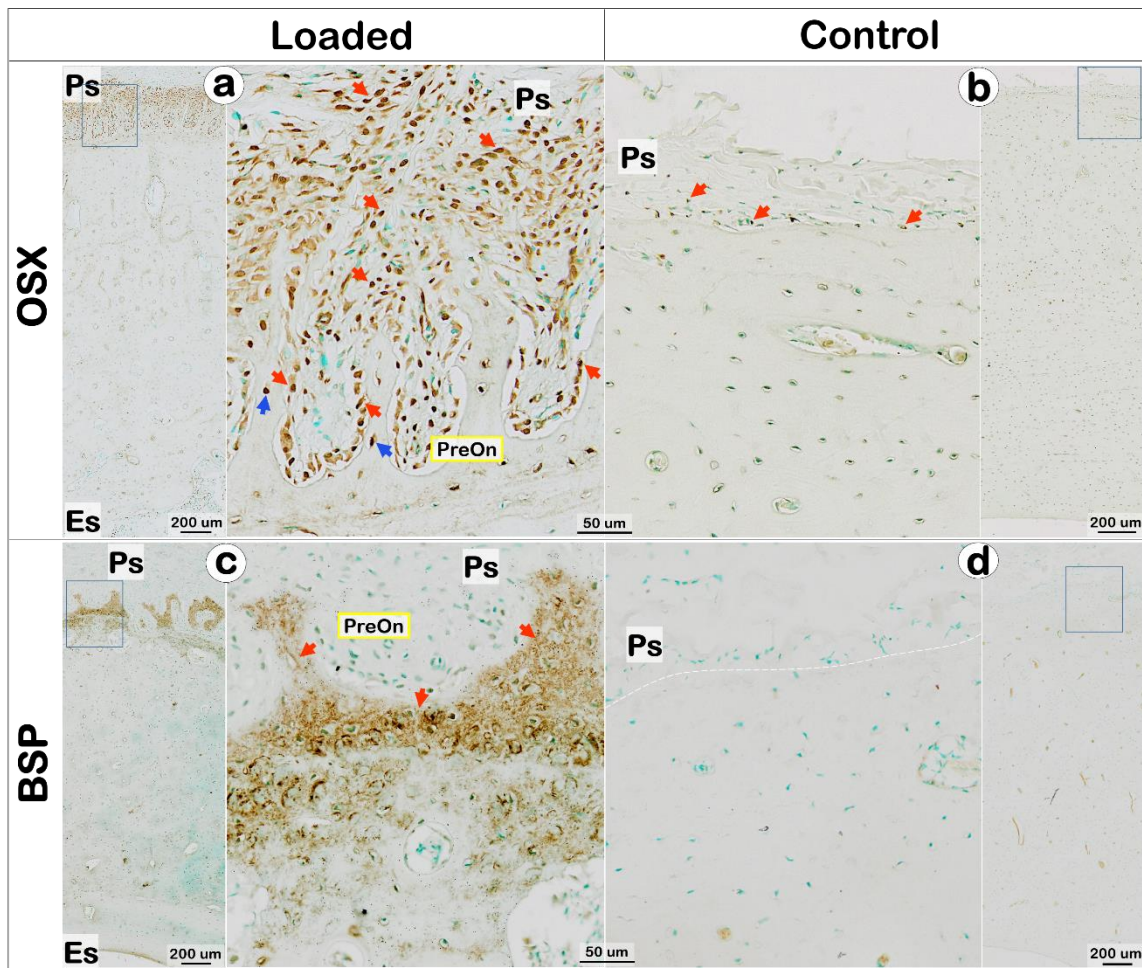 Loaded
Control
OSX
Ps
a
Ps
PreOn
Es
200 um
50 um
Ps
b
200 um
BSP
Ps
c
Ps
PreOn
Es
200 um
50 um
Ps
d
200 um